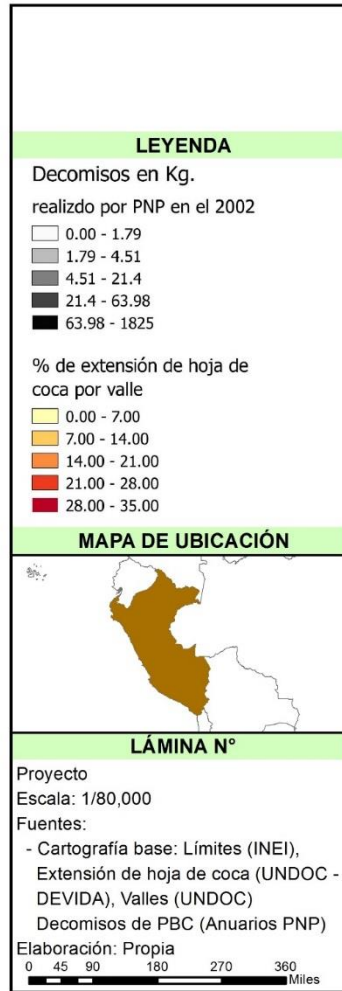 LEYENDA
Decomisos en Kg.
realizdo por PNP en el 2002
0.00 - 1.79
1.79 - 4.51
4.51 - 21.4
21.4 - 63.98
63.98 - 1825
% de extensión de hoja de
coca por valle
0.00 - 7.00
7.00 - 14.00
14.00 - 21.00
21.00 - 28.00
28.00 - 35.00
MAPA DE UBICACIÓN
LÁMINA N°
Proyecto
Escala: 1/80,000
Fuentes:
- Cartografía base: Límites (INEI),
Extensión de hoja de coca (UNDOC -
DEVIDA), Valles (UNDOC)
Decomisos de PBC (Anuarios PNP)
Elaboración: Propia
0 45 90 180 270 360
Miles